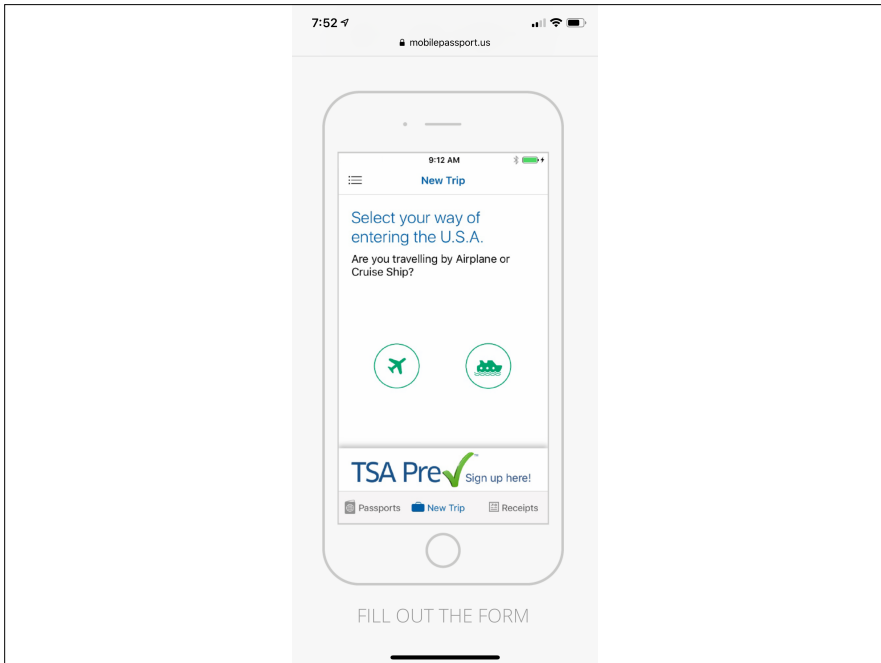 7:52
mobilepassport.us
9:12 AM
New Trip
Select your way of
entering the U.S.A.
Are you travelling by Airplane or
Cruise Ship?
TSA Pre™ Sign up here!
Passports New Trip Receipts
FILL OUT THE FORM